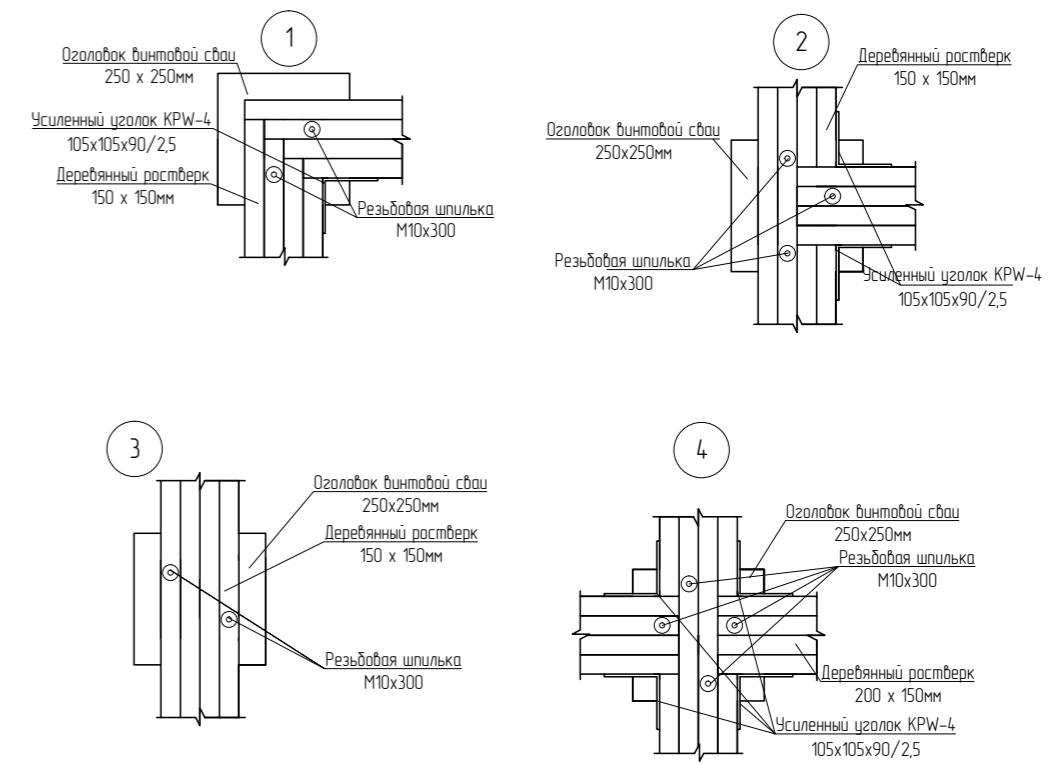 1
Оголовок винтовой сваи
250 х 250мм
Усиленный уголок KPW-4
105х105х90/2,5
Деревянный ростверк
150 х 150мм
Резьбовая шпилька
М10х300
2
Деревянный ростверк
150 х 150мм
Оголовок винтовой сваи
250х250мм
Резьбовая шпилька
М10х300
Усиленный уголок KPW-4
105х105х90/2,5
3
Оголовок винтовой сваи
250х250мм
Деревянный ростверк
150 х 150мм
Резьбовая шпилька
М10х300
4
Оголовок винтовой сваи
250х250мм
Резьбовая шпилька
М10х300
Деревянный ростверк
200 х 150мм
Усиленный уголок KPW-4
105х105х90/2,5